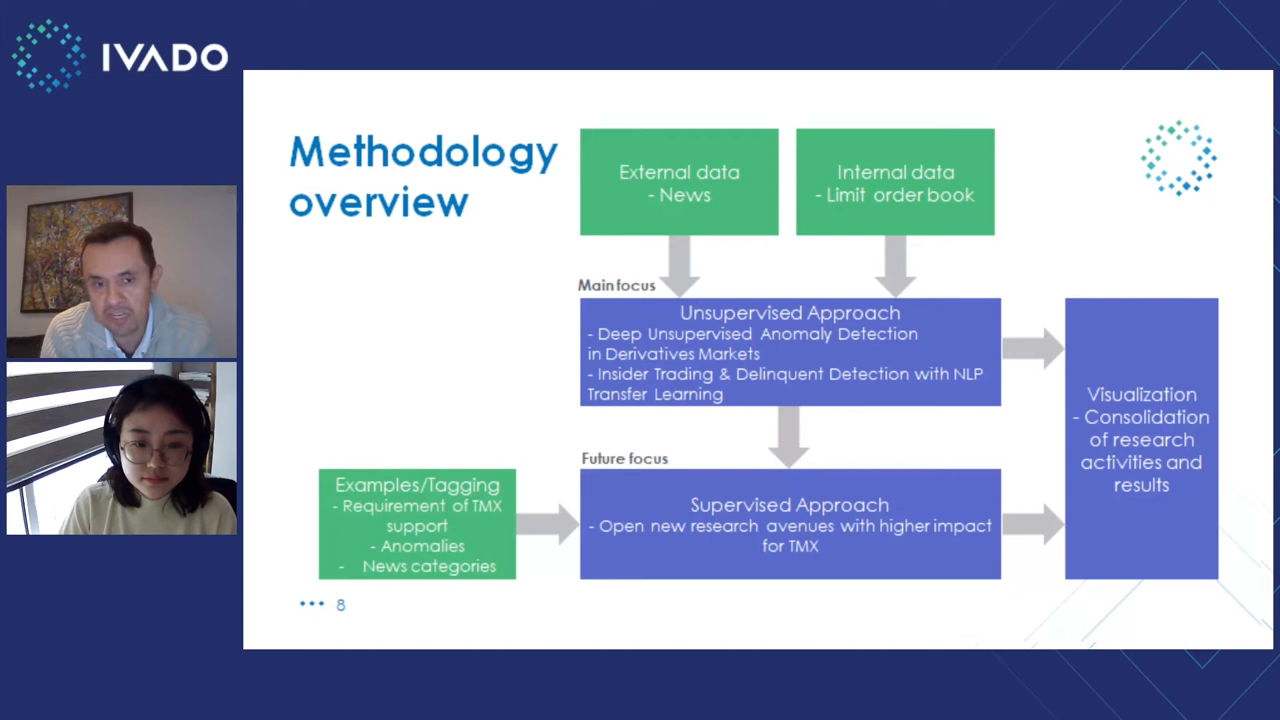 IVADO
Methodology
overview
External data
- News
Internal data
- Limit order book
Main focus
Unsupervised Approach
- Deep Unsupervised Anomaly Detection
in Derivatives Markets
- Insider Trading & Delinquent Detection with NLP
Transfer Learning
Visualization
- Consolidation
of research
activities and
results
Future focus
Examples/Tagging
- Requirement of TMX
support
- Anomalies
- News categories
Supervised Approach
- Open new research avenues with higher impact
for TMX
8